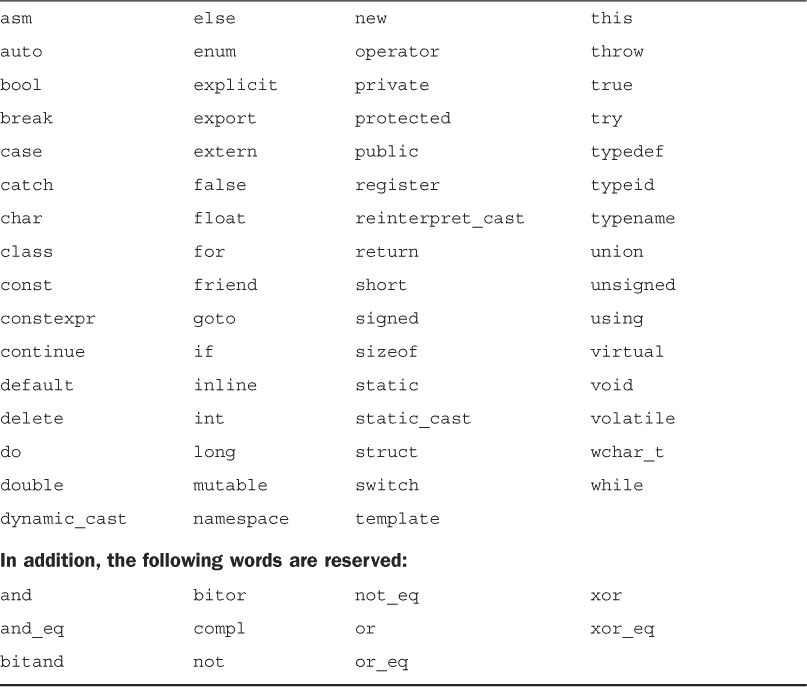 asm else new this
auto enum operator throw
bool explicit private true
break export protected try
case extern public typedef
catch false register typeid
char float reinterpret_cast typename
class for return union
const friend short unsigned
constexpr goto signed using
continue if sizeof virtual
default inline static void
delete int static_cast volatile
do long struct wchar_t
double mutable switch while
dynamic_cast namespace template
In addition, the following words are reserved:
and bitor not_eq xor
and_eq compl or xor_eq
bitand not or_eq